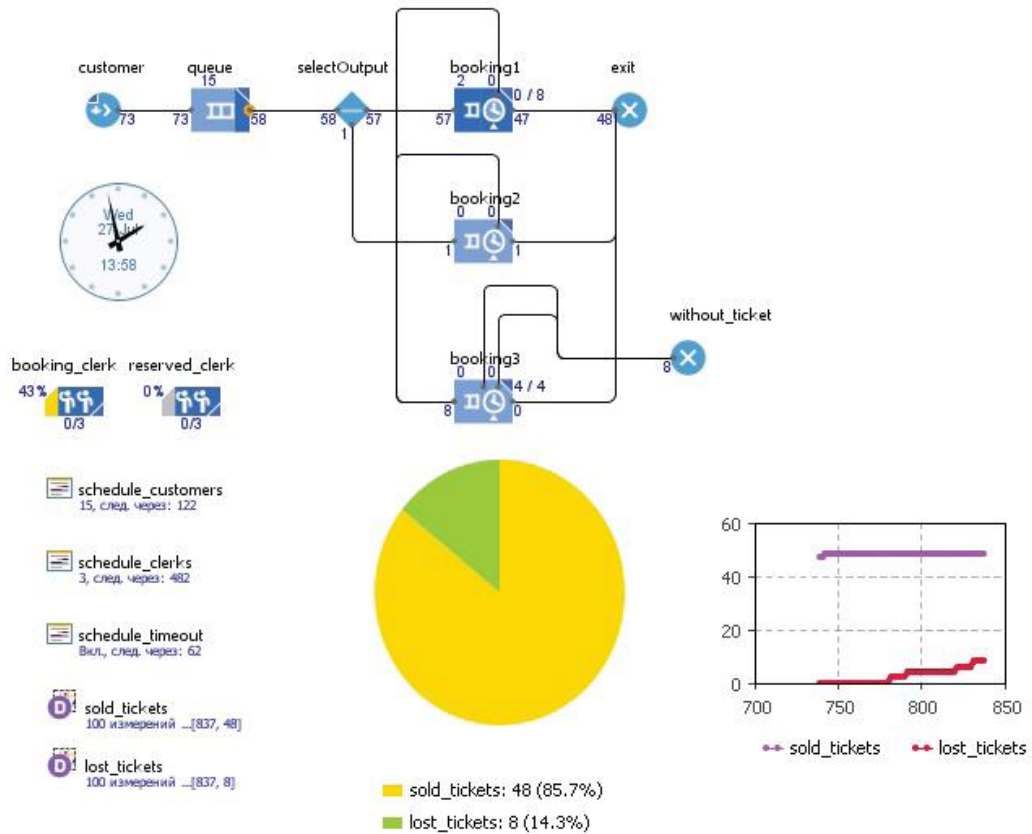 customer queue selectOutput booking1 exit
15 2 0
0 / 8
73 73 58 58 57 57 47 48
1
booking2
0 0
1 1
Wed
27 Jul
13:58
without_ticket
booking3
0 0
4 / 4
8 0
8
booking_clerk reserved_clerk
43% 0%
0/3 0/3
schedule_customers
15, след. через: 122
schedule_clerks
3, след. через: 482
schedule_timeout
Вкл., след. через: 62
sold_tickets
100 измерений ...[837, 48]
lost_tickets
100 измерений ...[837, 8]
sold_tickets: 48 (85.7%)
lost_tickets: 8 (14.3%)
60
40
20
0
700 750 800 850
sold_tickets lost_tickets